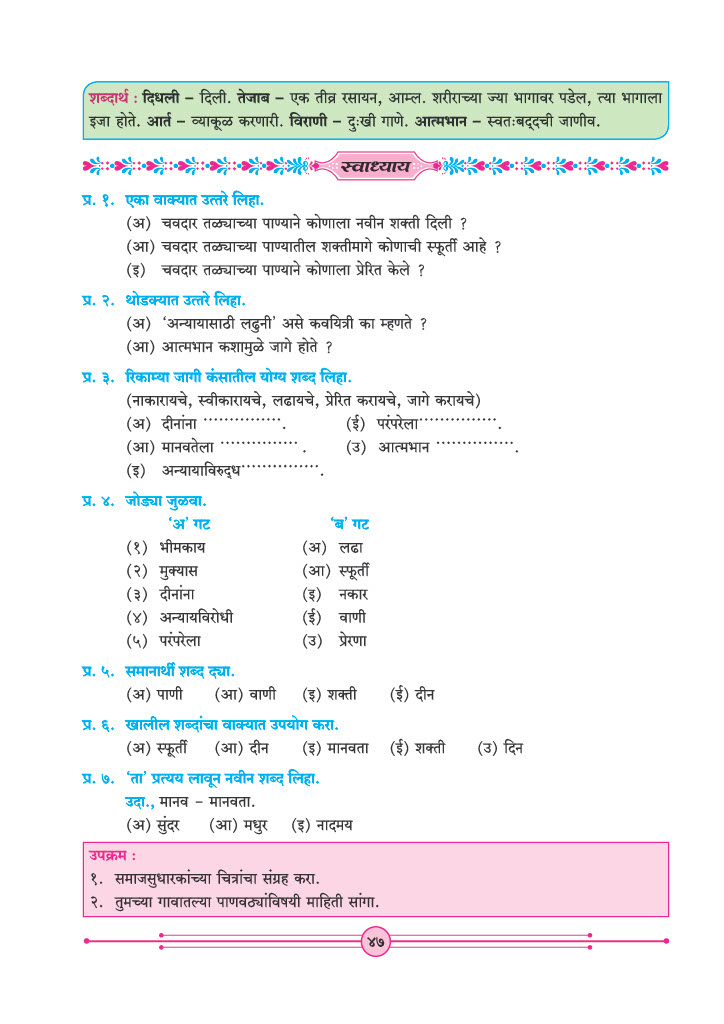 शब्दार्थ : दिधली – दिली. तेजाब – एक तीव्र रसायन, आम्ल. शरीराच्या ज्या भागावर पडेल, त्या भागाला
इजा होते. आर्त – व्याकूळ करणारी. विराणी – दुःखी गाणे. आत्मभान – स्वतःबद्दची जाणीव.
स्वाध्याय
प्र. १. एका वाक्यात उत्तरे लिहा.
(अ) चवदार तळ्याच्या पाण्याने कोणाला नवीन शक्ती दिली ?
(आ) चवदार तळ्याच्या पाण्यातील शक्तीमागे कोणाची स्फूर्ती आहे ?
(इ) चवदार तळ्याच्या पाण्याने कोणाला प्रेरित केले ?
प्र. २. थोडक्यात उत्तरे लिहा.
(अ) ‘अन्यायासाठी लढुनी’ असे कवयित्री का म्हणते ?
(आ) आत्मभान कशामुळे जागे होते ?
प्र. ३. रिकाम्या जागी कंसातील योग्य शब्द लिहा.
(नाकारायचे, स्वीकारायचे, लढायचे, प्रेरित करायचे, जागे करायचे)
(अ) दीनांना ............... . (ई) परंपरेला............... .
(आ) मानवतेला ............... . (उ) आत्मभान ............... .
(इ) अन्यायाविरुद्ध............... .
प्र. ४. जोड्या जुळवा.
‘अ’ गट ‘ब’ गट
(१) भीमकाय (अ) लढा
(२) मुक्यास (आ) स्फूर्ती
(३) दीनांना (इ) नकार
(४) अन्यायविरोधी (ई) वाणी
(५) परंपरेला (उ) प्रेरणा
प्र. ५. समानार्थी शब्द द्या.
(अ) पाणी (आ) वाणी (इ) शक्ती (ई) दीन
प्र. ६. खालील शब्दांचा वाक्यात उपयोग करा.
(अ) स्फूर्ती (आ) दीन (इ) मानवता (ई) शक्ती (उ) दिन
प्र. ७. ‘ता’ प्रत्यय लावून नवीन शब्द लिहा.
उदा., मानव – मानवता.
(अ) सुंदर (आ) मधुर (इ) नादमय
उपक्रम :
१. समाजसुधारकांच्या चित्रांचा संग्रह करा.
२. तुमच्या गावातल्या पाणवठ्यांविषयी माहिती सांगा.
४७